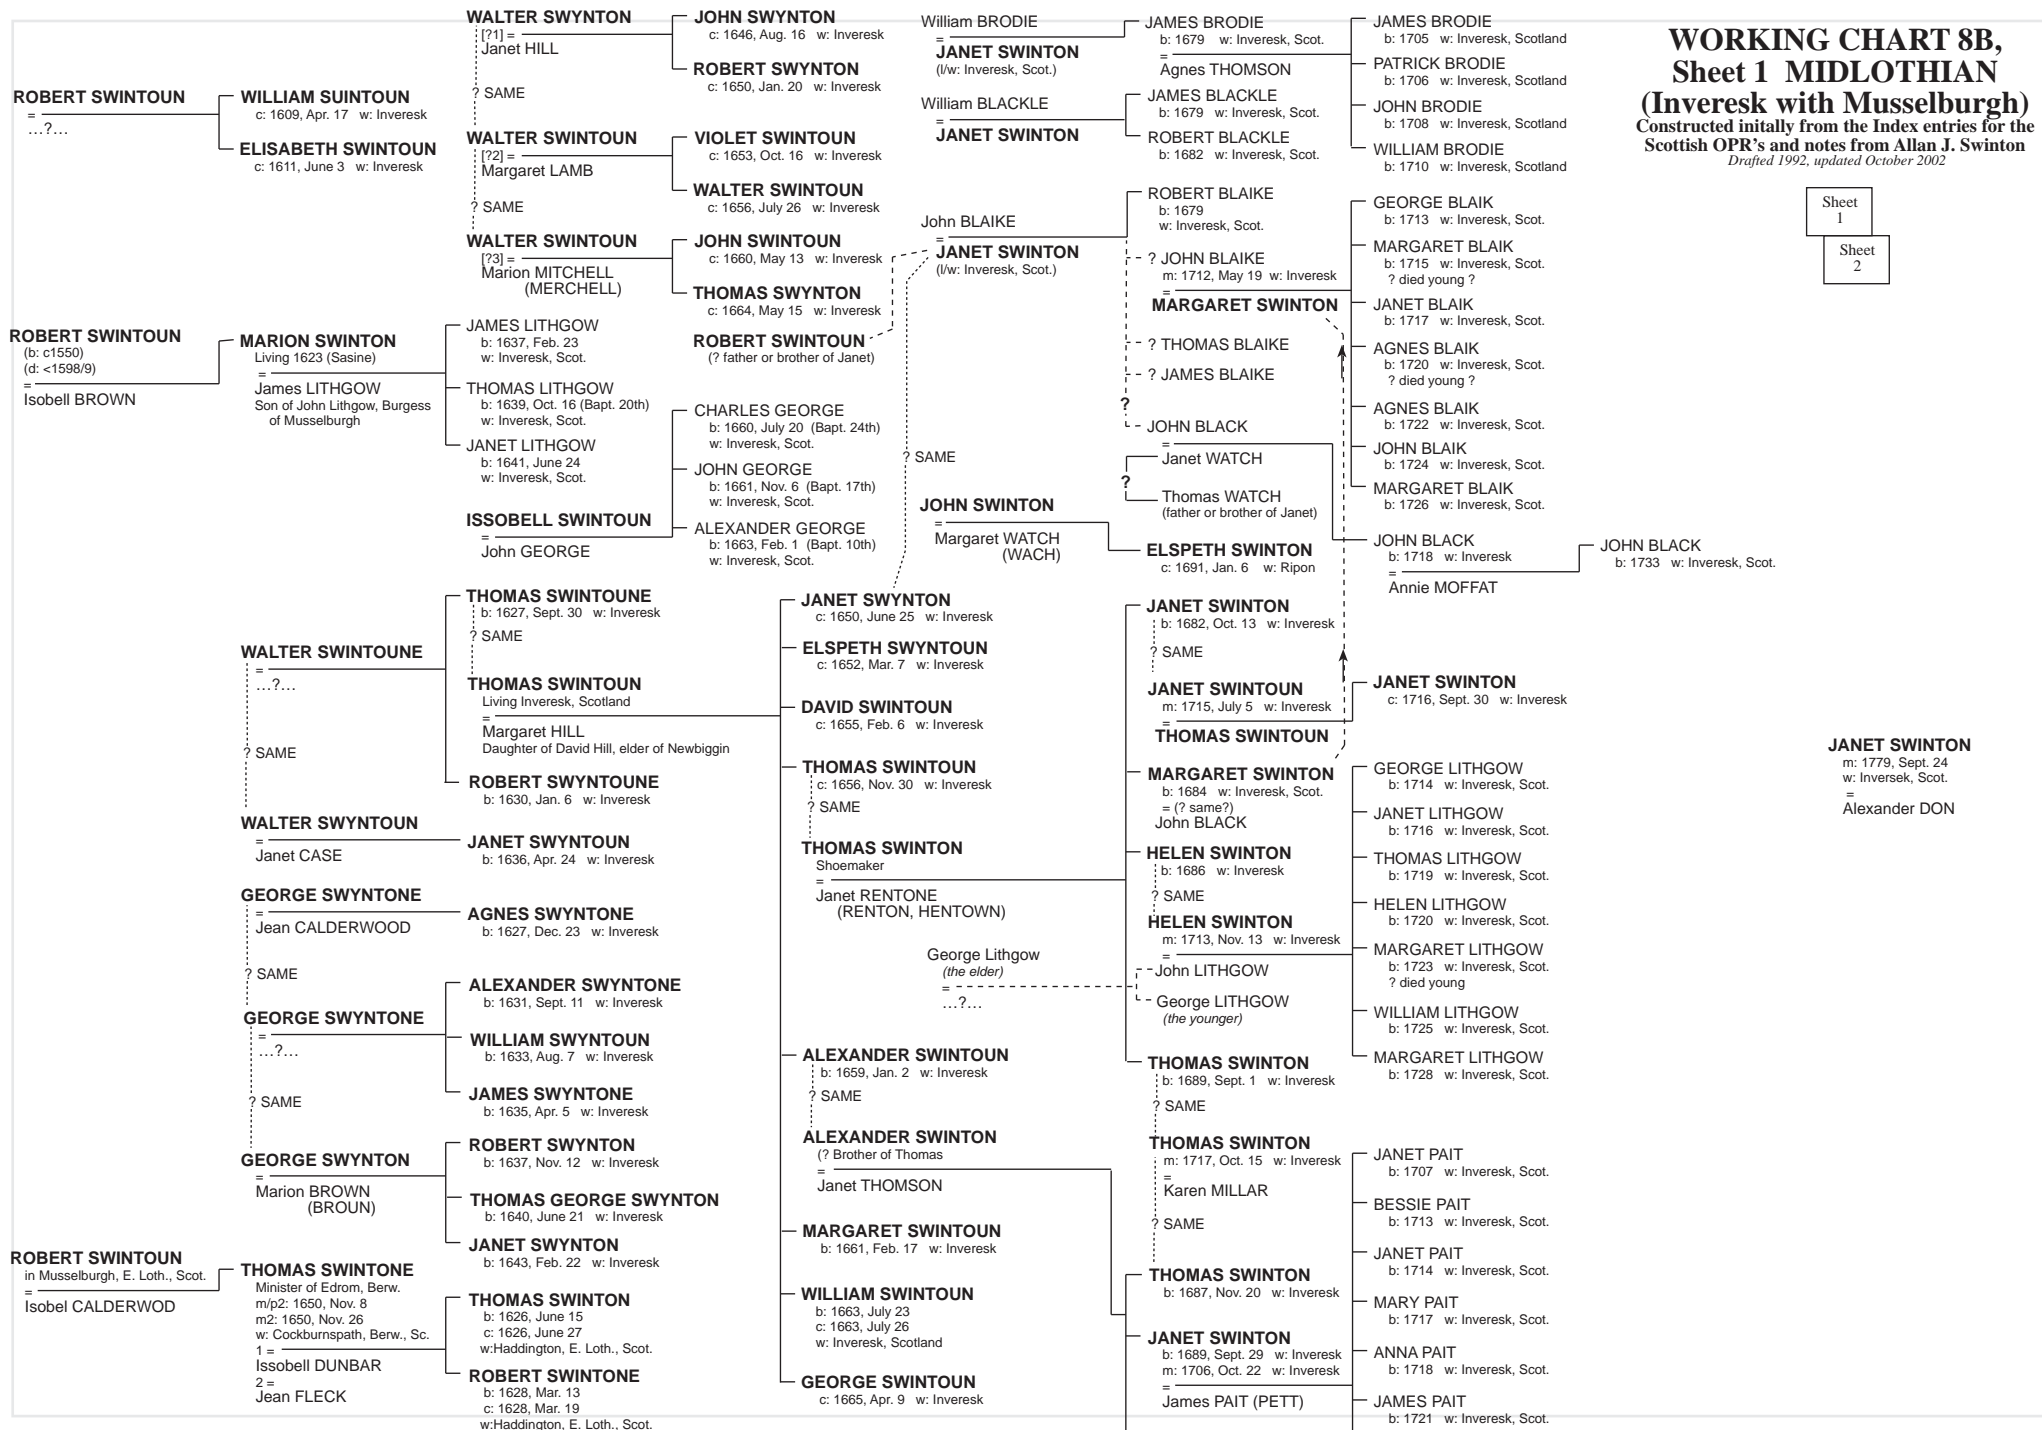 WORKING CHART 8B,
Sheet 1 MIDLOTHIAN
(Inveresk with Musselburgh)
Constructed initally from the Index entries for the
Scottish OPR's and notes from Allan J. Swinton
Drafted 1992, updated October 2002
Sheet
1
Sheet
2
ROBERT SWINTOUN
=
…?…
WILLIAM SUINTOUN
c: 1609, Apr. 17 w: Inveresk
ELISABETH SWINTOUN
c: 1611, June 3 w: Inveresk
ROBERT SWINTOUN
(b: c1550)
(d: <1598/9)
=
Isobell BROWN
MARION SWINTON
Living 1623 (Sasine)
=
James LITHGOW
Son of John Lithgow, Burgess
of Musselburgh
WALTER SWINTOUNE
=
…?…
? SAME
WALTER SWYNTOUN
=
Janet CASE
GEORGE SWYNTONE
=
Jean CALDERWOOD
? SAME
GEORGE SWYNTONE
=
…?…
? SAME
GEORGE SWYNTON
=
Marion BROWN
(BROUN)
ROBERT SWINTOUN
in Musselburgh, E. Loth., Scot.
=
Isobel CALDERWOD
THOMAS SWINTONE
Minister of Edrom, Berw.
m/p2: 1650, Nov. 8
m2: 1650, Nov. 26
w: Cockburnspath, Berw., Sc.
1 =
Issobell DUNBAR
2 =
Jean FLECK
WALTER SWYNTON
[?1] =
Janet HILL
? SAME
WALTER SWINTOUN
[?2] =
Margaret LAMB
? SAME
WALTER SWINTOUN
[?3] =
Marion MITCHELL
(MERCHELL)
JAMES LITHGOW
b: 1637, Feb. 23
w: Inveresk, Scot.
THOMAS LITHGOW
b: 1639, Oct. 16 (Bapt. 20th)
w: Inveresk, Scot.
JANET LITHGOW
b: 1641, June 24
w: Inveresk, Scot.
ISSOBELL SWINTOUN
=
John GEORGE
THOMAS SWINTOUNE
b: 1627, Sept. 30 w: Inveresk
? SAME
THOMAS SWINTOUN
Living Inveresk, Scotland
=
Margaret HILL
Daughter of David Hill, elder of Newbiggin
ROBERT SWYNTOUNE
b: 1630, Jan. 6 w: Inveresk
JANET SWYNTOUN
b: 1636, Apr. 24 w: Inveresk
AGNES SWYNTONE
b: 1627, Dec. 23 w: Inveresk
ALEXANDER SWYNTONE
b: 1631, Sept. 11 w: Inveresk
WILLIAM SWYNTOUN
b: 1633, Aug. 7 w: Inveresk
JAMES SWYNTONE
b: 1635, Apr. 5 w: Inveresk
ROBERT SWYNTON
b: 1637, Nov. 12 w: Inveresk
THOMAS GEORGE SWYNTON
b: 1640, June 21 w: Inveresk
JANET SWYNTON
b: 1643, Feb. 22 w: Inveresk
THOMAS SWINTON
b: 1626, June 15
c: 1626, June 27
w:Haddington, E. Loth., Scot.
ROBERT SWINTONE
b: 1628, Mar. 13
c: 1628, Mar. 19
w:Haddington, E. Loth., Scot.
JOHN SWYNTON
c: 1646, Aug. 16 w: Inveresk
ROBERT SWYNTON
c: 1650, Jan. 20 w: Inveresk
VIOLET SWINTOUN
c: 1653, Oct. 16 w: Inveresk
WALTER SWINTOUN
c: 1656, July 26 w: Inveresk
JOHN SWINTOUN
c: 1660, May 13 w: Inveresk
THOMAS SWYNTON
c: 1664, May 15 w: Inveresk
ROBERT SWINTOUN
(? father or brother of Janet)
CHARLES GEORGE
b: 1660, July 20 (Bapt. 24th)
w: Inveresk, Scot.
JOHN GEORGE
b: 1661, Nov. 6 (Bapt. 17th)
w: Inveresk, Scot.
ALEXANDER GEORGE
b: 1663, Feb. 1 (Bapt. 10th)
w: Inveresk, Scot.
JANET SWYNTON
c: 1650, June 25 w: Inveresk
ELSPETH SWYNTOUN
c: 1652, Mar. 7 w: Inveresk
DAVID SWINTOUN
c: 1655, Feb. 6 w: Inveresk
THOMAS SWINTOUN
c: 1656, Nov. 30 w: Inveresk
? SAME
THOMAS SWINTON
Shoemaker
=
Janet RENTONE
(RENTON, HENTOWN)
ALEXANDER SWINTOUN
b: 1659, Jan. 2 w: Inveresk
? SAME
ALEXANDER SWINTON
(? Brother of Thomas
=
Janet THOMSON
MARGARET SWINTOUN
b: 1661, Feb. 17 w: Inveresk
WILLIAM SWINTOUN
b: 1663, July 23
c: 1663, July 26
w: Inveresk, Scotland
GEORGE SWINTOUN
c: 1665, Apr. 9 w: Inveresk
William BRODIE
=
JANET SWINTON
(l/w: Inveresk, Scot.)
William BLACKLE
=
JANET SWINTON
John BLAIKE
=
JANET SWINTON
(l/w: Inveresk, Scot.)
? SAME
JOHN SWINTON
=
Margaret WATCH
(WACH)
George Lithgow
(the elder)
=
…?…
JAMES BRODIE
b: 1679 w: Inveresk, Scot.
=
Agnes THOMSON
JAMES BLACKLE
b: 1679 w: Inveresk, Scot.
ROBERT BLACKLE
b: 1682 w: Inveresk, Scot.
ROBERT BLAIKE
b: 1679
w: Inveresk, Scot.
? JOHN BLAIKE
m: 1712, May 19 w: Inveresk
=
MARGARET SWINTON
? THOMAS BLAIKE
? JAMES BLAIKE
?
JOHN BLACK
=
Janet WATCH
?
Thomas WATCH
(father or brother of Janet)
ELSPETH SWINTON
c: 1691, Jan. 6 w: Ripon
JANET SWINTON
b: 1682, Oct. 13 w: Inveresk
? SAME
JANET SWINTOUN
m: 1715, July 5 w: Inveresk
=
THOMAS SWINTOUN
MARGARET SWINTON
b: 1684 w: Inveresk, Scot.
= (? same?)
John BLACK
HELEN SWINTON
b: 1686 w: Inveresk
? SAME
HELEN SWINTON
m: 1713, Nov. 13 w: Inveresk
=
John LITHGOW
George LITHGOW
(the younger)
THOMAS SWINTON
b: 1689, Sept. 1 w: Inveresk
? SAME
THOMAS SWINTON
m: 1717, Oct. 15 w: Inveresk
=
Karen MILLAR
? SAME
THOMAS SWINTON
b: 1687, Nov. 20 w: Inveresk
JANET SWINTON
b: 1689, Sept. 29 w: Inveresk
m: 1706, Oct. 22 w: Inveresk
=
James PAIT (PETT)
JAMES BRODIE
b: 1705 w: Inveresk, Scotland
PATRICK BRODIE
b: 1706 w: Inveresk, Scotland
JOHN BRODIE
b: 1708 w: Inveresk, Scotland
WILLIAM BRODIE
b: 1710 w: Inveresk, Scotland
GEORGE BLAIK
b: 1713 w: Inveresk, Scot.
MARGARET BLAIK
b: 1715 w: Inveresk, Scot.
? died young ?
JANET BLAIK
b: 1717 w: Inveresk, Scot.
AGNES BLAIK
b: 1720 w: Inveresk, Scot.
? died young ?
AGNES BLAIK
b: 1722 w: Inveresk, Scot.
JOHN BLAIK
b: 1724 w: Inveresk, Scot.
MARGARET BLAIK
b: 1726 w: Inveresk, Scot.
JOHN BLACK
b: 1718 w: Inveresk
=
Annie MOFFAT
JOHN BLACK
b: 1733 w: Inveresk, Scot.
JANET SWINTON
c: 1716, Sept. 30 w: Inveresk
GEORGE LITHGOW
b: 1714 w: Inveresk, Scot.
JANET LITHGOW
b: 1716 w: Inveresk, Scot.
THOMAS LITHGOW
b: 1719 w: Inveresk, Scot.
HELEN LITHGOW
b: 1720 w: Inveresk, Scot.
MARGARET LITHGOW
b: 1723 w: Inveresk, Scot.
? died young
WILLIAM LITHGOW
b: 1725 w: Inveresk, Scot.
MARGARET LITHGOW
b: 1728 w: Inveresk, Scot.
JANET PAIT
b: 1707 w: Inveresk, Scot.
BESSIE PAIT
b: 1713 w: Inveresk, Scot.
JANET PAIT
b: 1714 w: Inveresk, Scot.
MARY PAIT
b: 1717 w: Inveresk, Scot.
ANNA PAIT
b: 1718 w: Inveresk, Scot.
JAMES PAIT
b: 1721 w: Inveresk, Scot.
JANET SWINTON
m: 1779, Sept. 24
w: Inversek, Scot.
=
Alexander DON